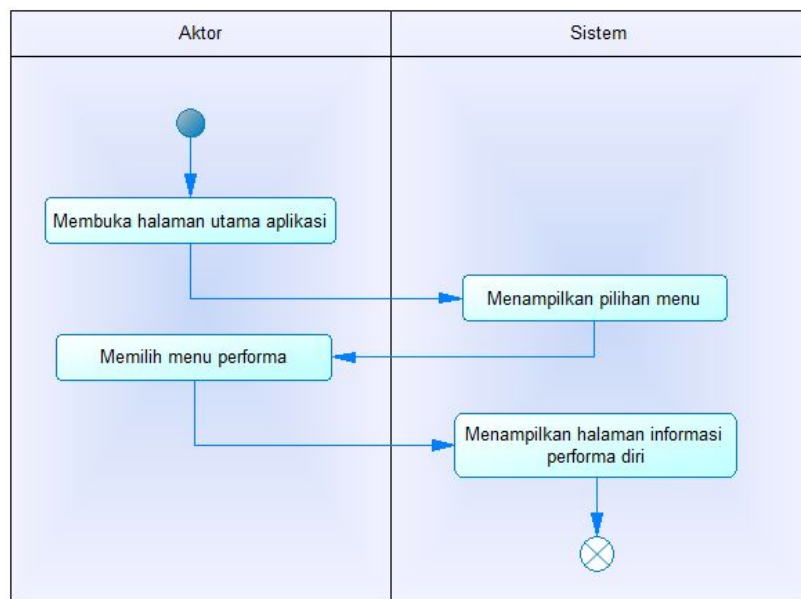 Aktor
Sistem
Membuka halaman utama aplikasi
Menampilkan pilihan menu
Memilih menu performa
Menampilkan halaman informasi
performa diri